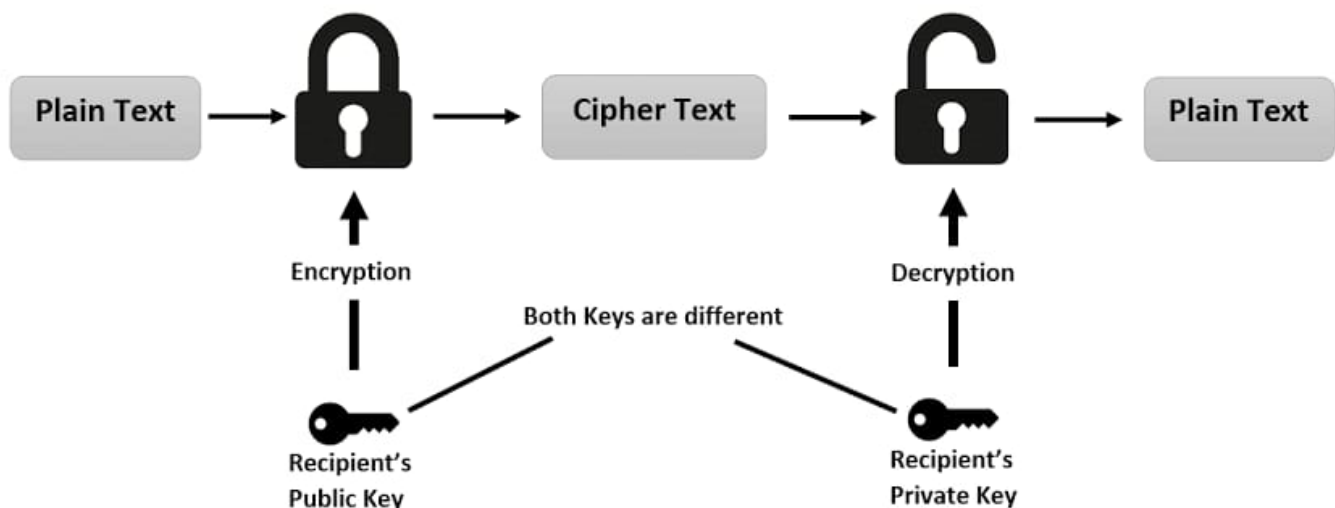 Plain Text
Cipher Text
Plain Text
Encryption
Decryption
Both Keys are different
Recipient's
Public Key
Recipient's
Private Key